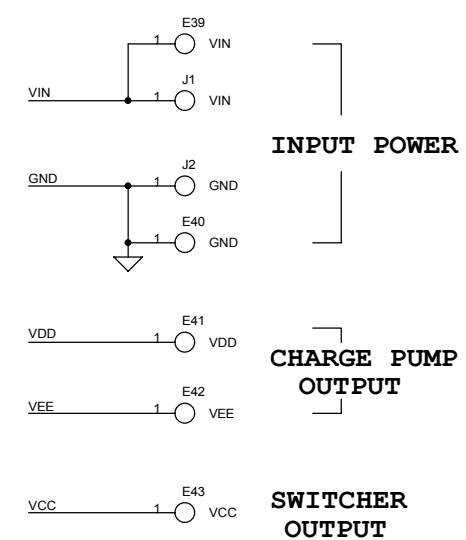 E39
1 VIN
VIN
J1
1 VIN
INPUT POWER
J2
GND
1 GND
E40
1 GND
E41
VDD
1 VDD
CHARGE PUMP
OUTPUT
E42
VEE
1 VEE
E43
VCC
1 VCC
SWITCHER
OUTPUT